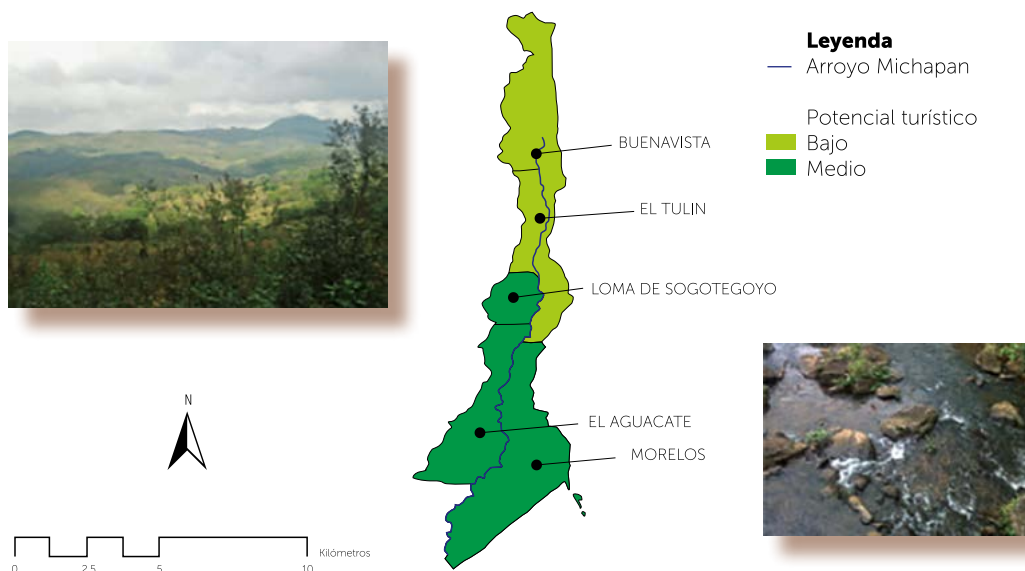 Leyenda
Arroyo Michapan
Potencial turístico
Bajo
Medio
BUENAVISTA
EL TULIN
LOMA DE SOGOTEGOYO
EL AGUACATE
MORELOS
N
Kilómetros
0 2.5 5 10